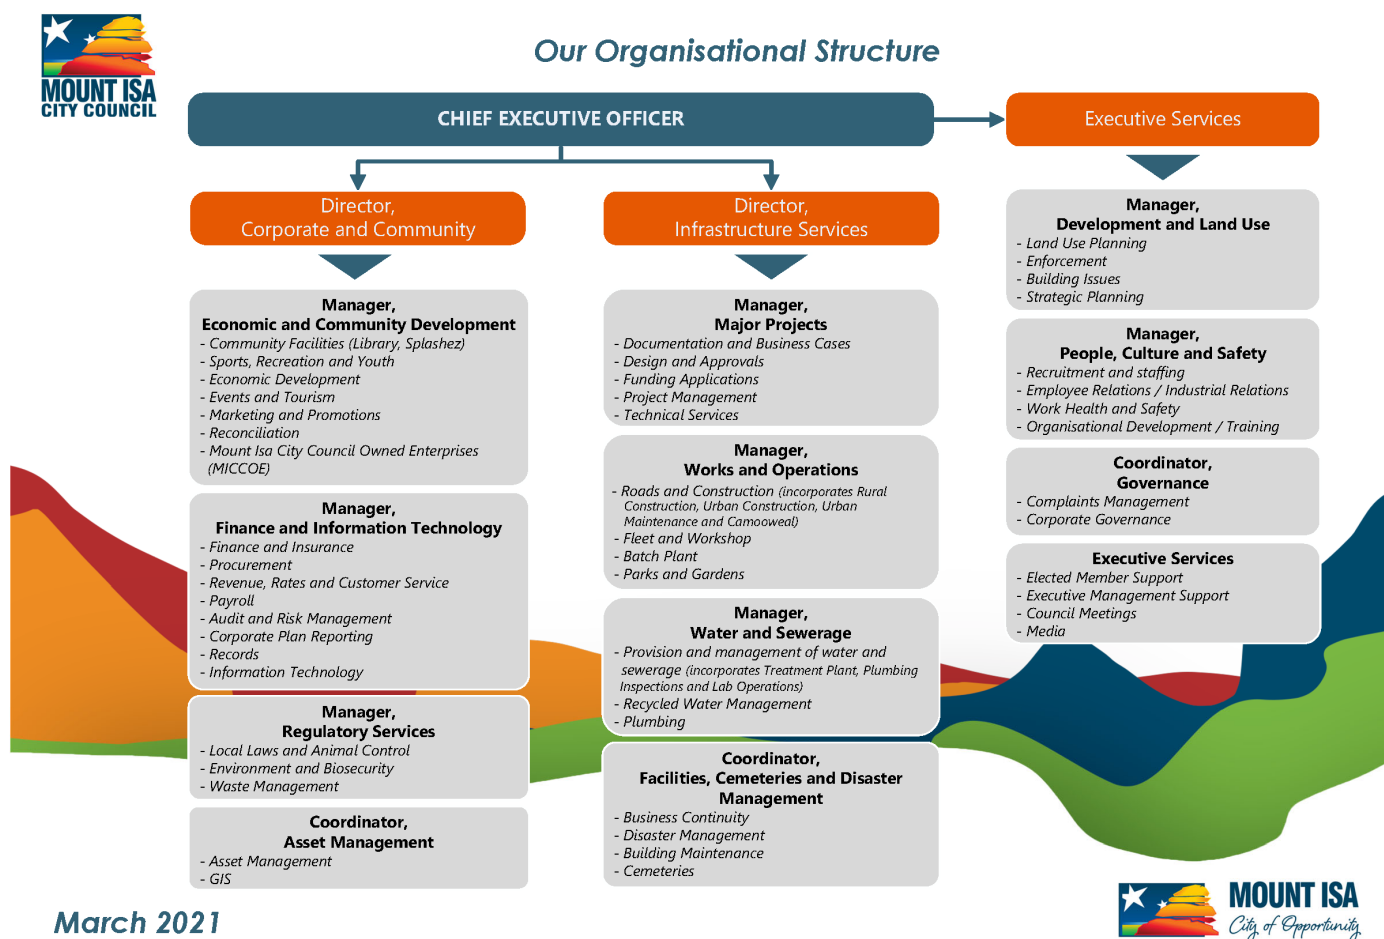 Our Organisational Structure
MOUNT ISA
CITY COUNCIL
CHIEF EXECUTIVE OFFICER
Executive Services
Director,
Corporate and Community
Manager,
Economic and Community Development
- Community Facilities (Library, Splashez)
- Sports, Recreation and Youth
- Economic Development
- Events and Tourism
- Marketing and Promotions
- Reconciliation
- Mount Isa City Council Owned Enterprises
(MICCOE)
Manager,
Finance and Information Technology
- Finance and Insurance
- Procurement
- Revenue, Rates and Customer Service
- Payroll
- Audit and Risk Management
- Corporate Plan Reporting
- Records
- Information Technology
Manager,
Regulatory Services
- Local Laws and Animal Control
- Environment and Biosecurity
- Waste Management
Coordinator,
Asset Management
- Asset Management
- GIS
Director,
Infrastructure Services
Manager,
Major Projects
- Documentation and Business Cases
- Design and Approvals
- Funding Applications
- Project Management
- Technical Services
Manager,
Works and Operations
- Roads and Construction (incorporates Rural
Construction, Urban Construction, Urban
Maintenance and Camooweal)
- Fleet and Workshop
- Batch Plant
- Parks and Gardens
Manager,
Water and Sewerage
- Provision and management of water and
sewerage (incorporates Treatment Plant, Plumbing
Inspections and Lab Operations)
- Recycled Water Management
- Plumbing
Coordinator,
Facilities, Cemeteries and Disaster
Management
- Business Continuity
- Disaster Management
- Building Maintenance
- Cemeteries
Manager,
Development and Land Use
- Land Use Planning
- Enforcement
- Building Issues
- Strategic Planning
Manager,
People, Culture and Safety
- Recruitment and staffing
- Employee Relations / Industrial Relations
- Work Health and Safety
- Organisational Development / Training
Coordinator,
Governance
- Complaints Management
- Corporate Governance
Executive Services
- Elected Member Support
- Executive Management Support
- Council Meetings
- Media
March 2021
MOUNT ISA
City of Opportunity